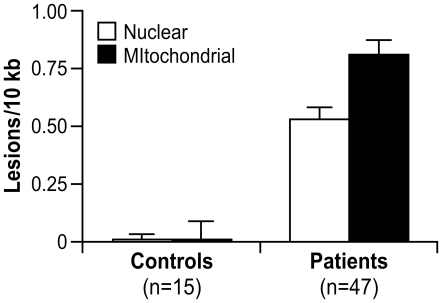 1.00
0.75
0.50
0.25
0
Lesions/10 kb
Nuclear
MItochondrial
Controls
(n=15)
Patients
(n=47)